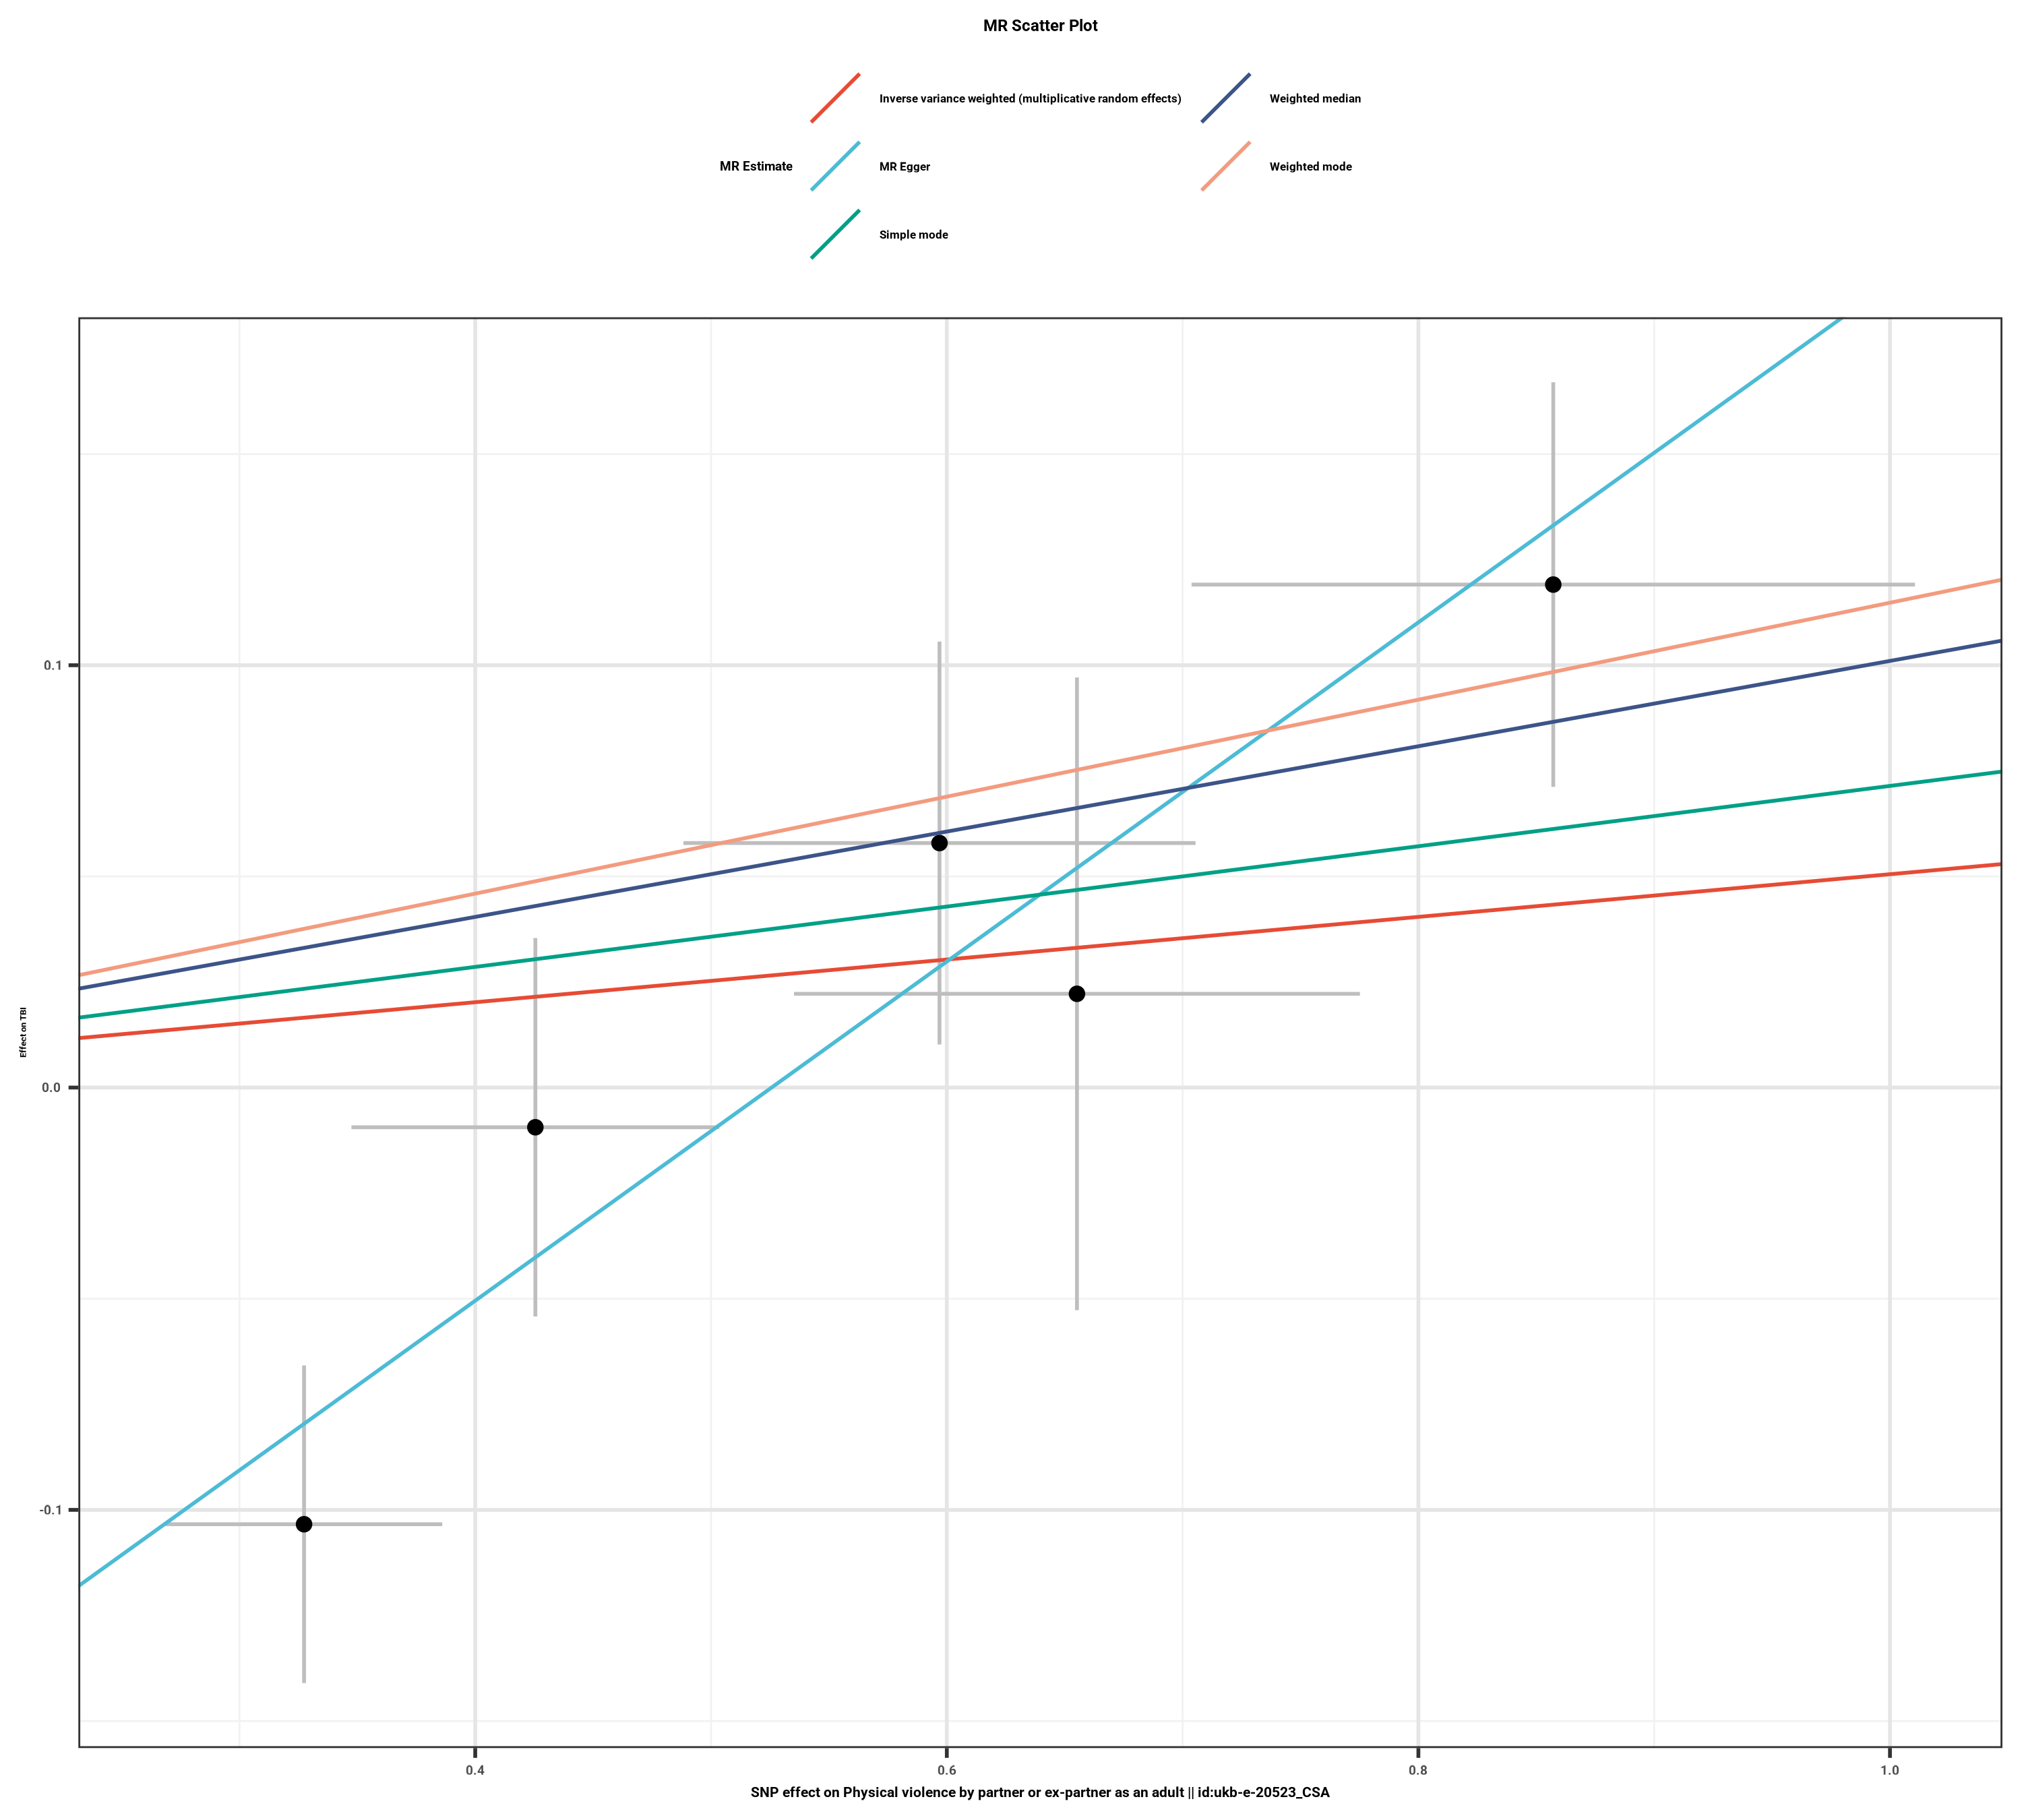 MR Scatter Plot
Inverse variance weighted (multiplicative random effects)
Weighted median
MR Estimate
MR Egger
Weighted mode
Simple mode
0.1
0.0
-0.1
Effect on TBI
0.4
0.6
0.8
1.0
SNP effect on Physical violence by partner or ex-partner as an adult || id:ukb-e-20523_CSA